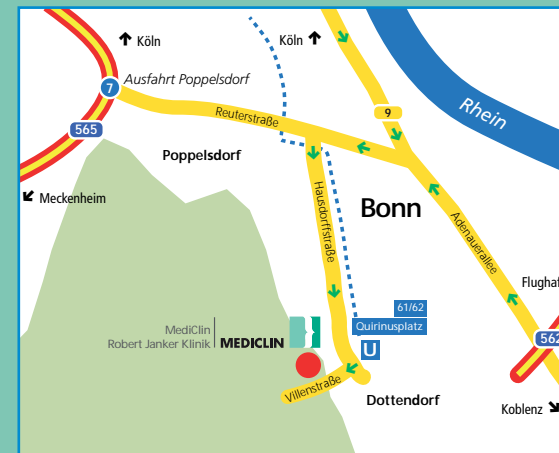 Köln
Köln
Ausfahrt Poppelsdorf
7
9
Rhein
Reuterstraße
565
Poppelsdorf
Meckenheim
Hausdorffstraße
Bonn
Adenauerallee
Flughaf
61/62
Quirinusplatz
U
MediClin
Robert Janker Klinik
MEDICLIN
562
Villenstraße
Dottendorf
Koblenz